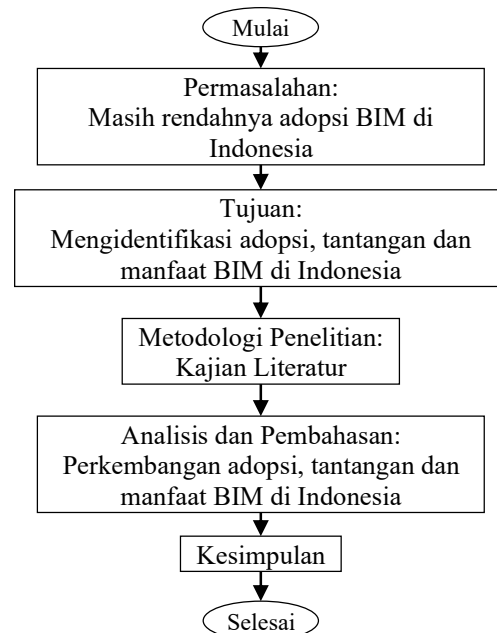 Mulai
Permasalahan:
Masih rendahnya adopsi BIM di
Indonesia
Tujuan:
Mengidentifikasi adopsi, tantangan dan
manfaat BIM di Indonesia
Metodologi Penelitian:
Kajian Literatur
Analisis dan Pembahasan:
Perkembangan adopsi, tantangan dan
manfaat BIM di Indonesia
Kesimpulan
Selesai